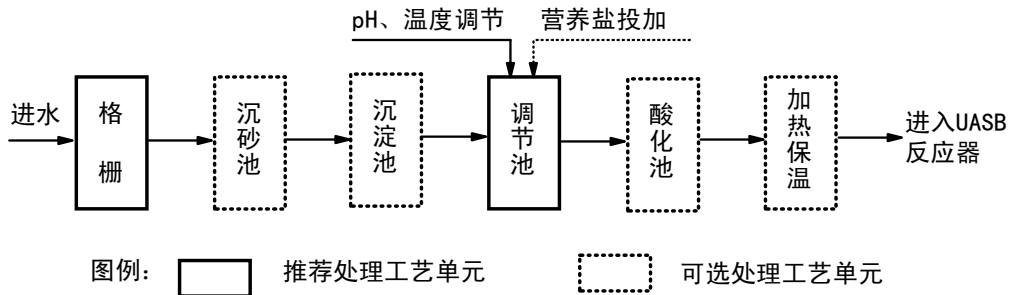 pH、温度调节
营养盐投加
进水
格栅
沉砂池
沉淀池
调节池
酸化池
加热保温
进入UASB
反应器
图例：
推荐处理工艺单元
可选处理工艺单元